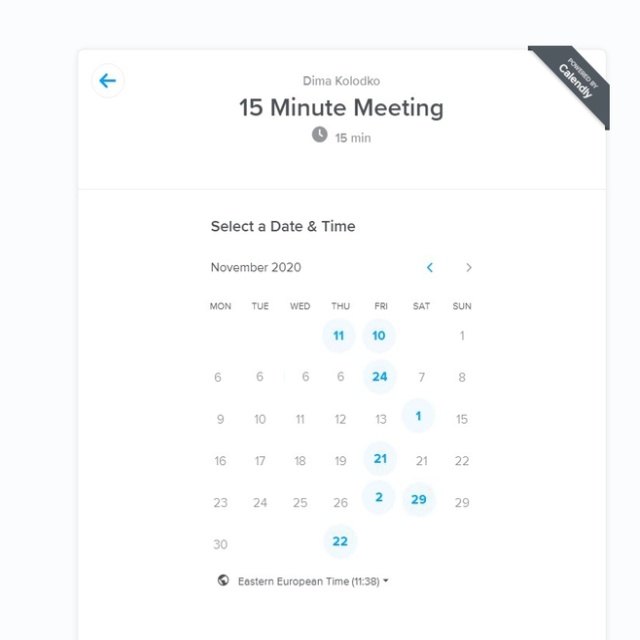 POWERED BY
Calendly
Dima Kolodko
15 Minute Meeting
15 min
Select a Date & Time
November 2020
MON TUE WED THU FRI SAT SUN
11 10 1
6 6 6 6 24 7 8
9 10 11 12 13 1 15
16 17 18 19 21 21 22
23 24 25 26 2 29 29
30 22
Eastern European Time (11:38)